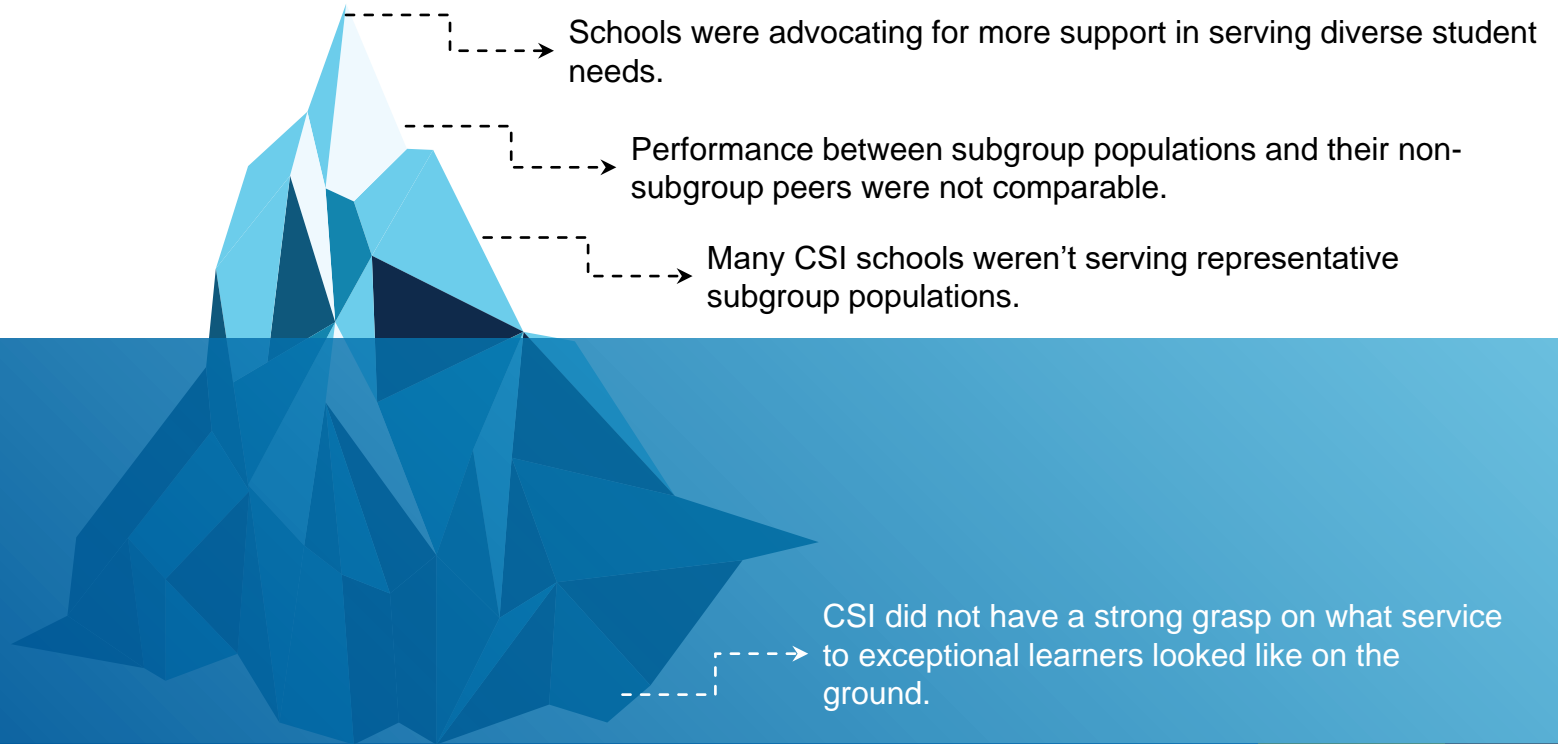 Schools were advocating for more support in serving diverse student
needs.
Performance between subgroup populations and their non-
subgroup peers were not comparable.
Many CSI schools weren’t serving representative
subgroup populations.
CSI did not have a strong grasp on what service
to exceptional learners looked like on the
ground.